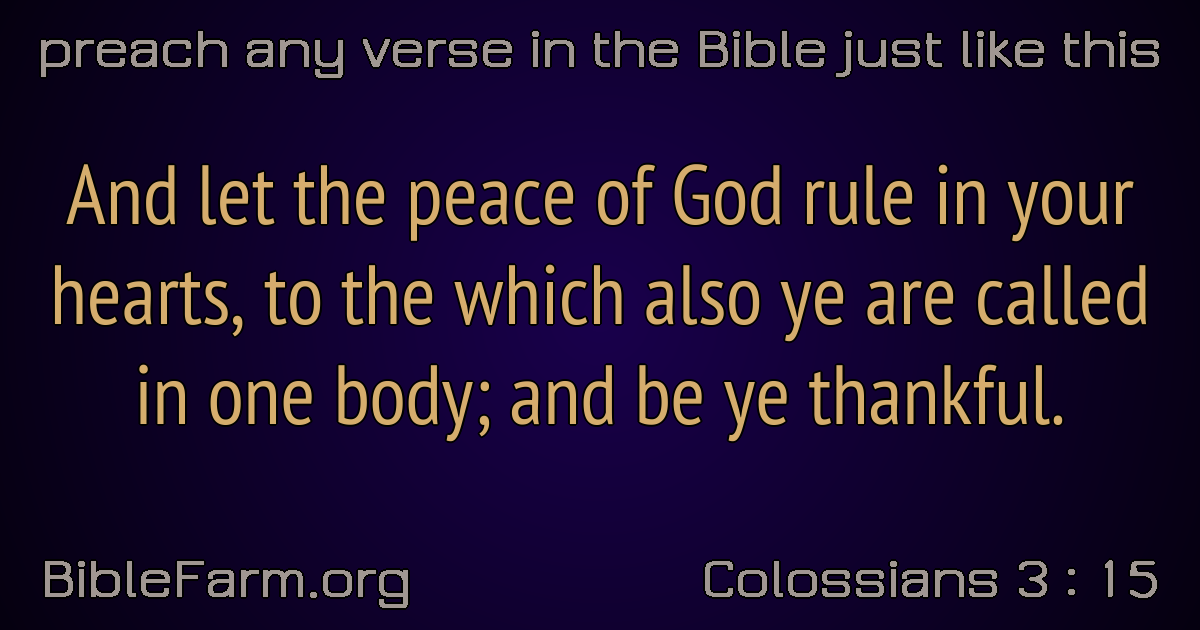 preach any verse in the Bible just like this
And let the peace of God rule in your
hearts, to the which also ye are called
in one body; and be ye thankful.
BibleFarm.org
Colossians 3 : 15